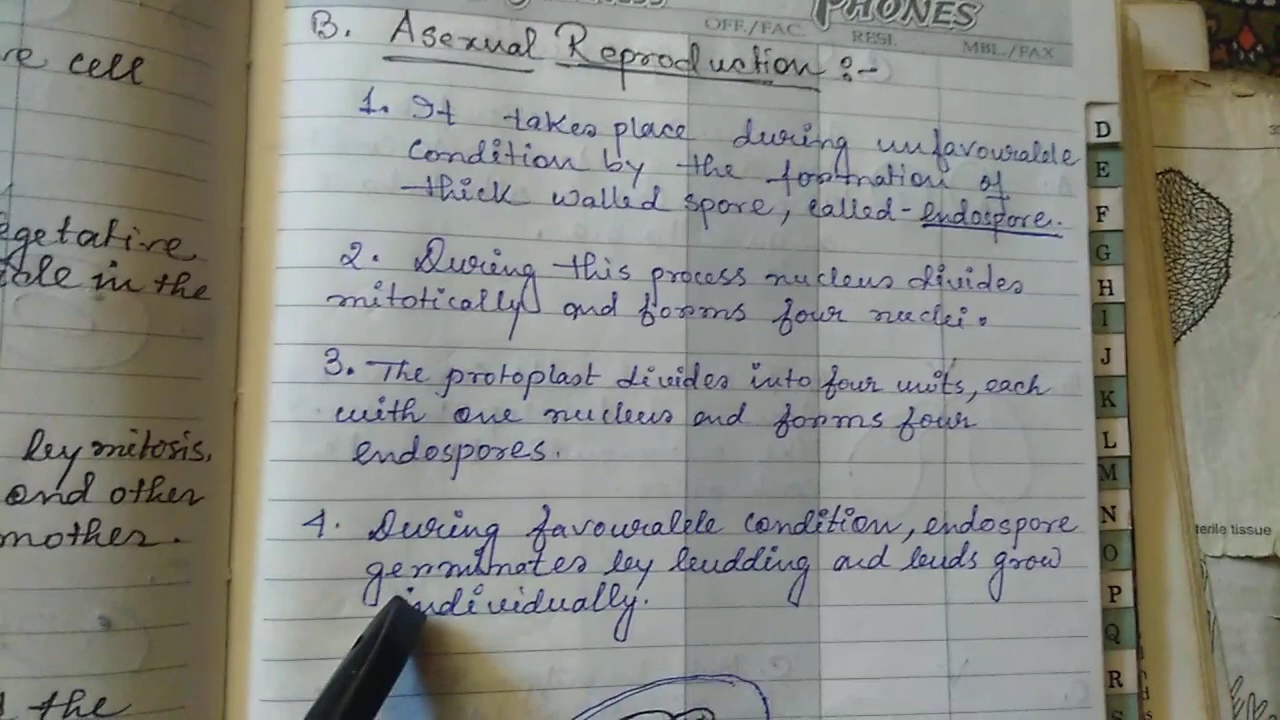 PHONES
OFF./FAC.
RESI.
MBL./FAX
re cell
getative
ble in the
by mitosis,
and other
mother.
the
B. Asexual Reproduction :-
1. It takes place during unfavourable
condition by the formation of
thick walled spore, called - endospore.
2. During this process nucleus divides
mitotically and forms four nuclei.
3. The protoplast divides into four units, each
with one nucleus and forms four
endospores.
4. During favourable condition, endospore
germinates by budding and buds grow
individually.
D
E
F
G
H
I
J
K
L
M
N
O
P
Q
R
S
terile tissue